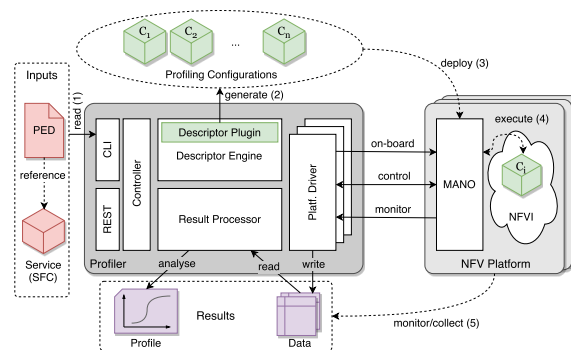 C1 C2 ... Cn
Profiling Configurations
deploy (3)
Inputs
read (1)
generate (2)
PED
reference
Service
(SFC)
CLI
REST
Controller
Descriptor Plugin
Descriptor Engine
Result Processor
Platf. Driver
Profiler
on-board
control
monitor
MANO
execute (4)
Ci
NFVI
NFV Platform
analyse
read
write
Results
Profile
Data
monitor/collect (5)